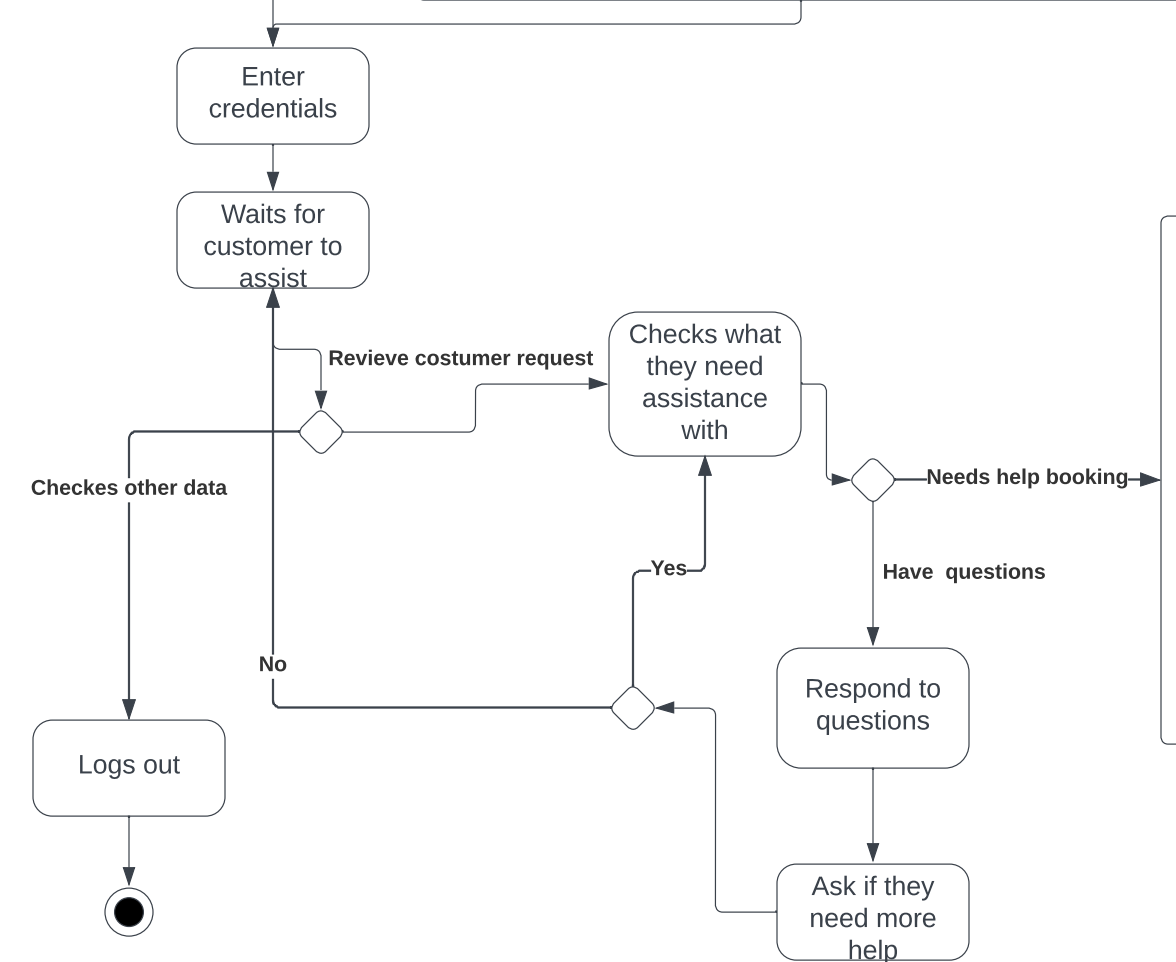 Enter
credentials
Waits for
customer to
assist
Revieve costumer request
Checks what
they need
assistance
with
Checkes other data
Needs help booking
Yes
Have  questions
No
Respond to
questions
Logs out
Ask if they
need more
help